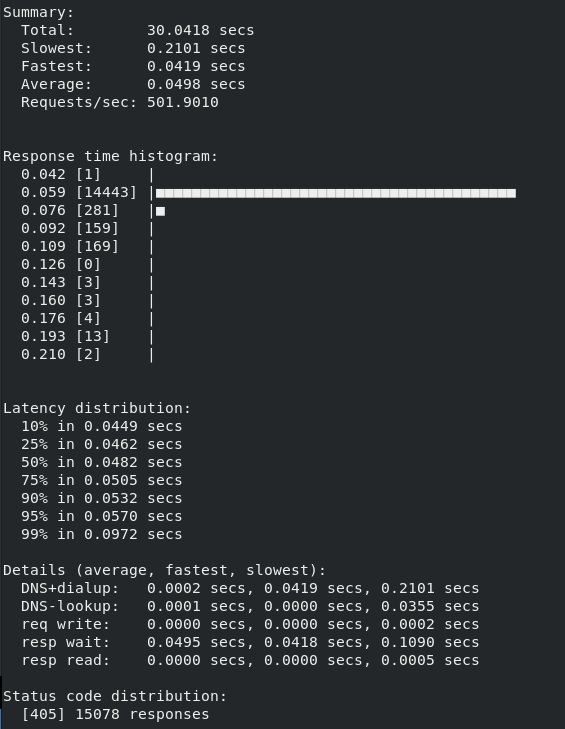 Summary:
  Total:        30.0418 secs
  Slowest:      0.2101 secs
  Fastest:      0.0419 secs
  Average:      0.0498 secs
  Requests/sec: 501.9010
Response time histogram:
  0.042 [1]     |
  0.059 [14443] |■■■■■■■■■■■■■■■■■■■■■■■■■■■■■■■■■■■■■■■■
  0.076 [281]   |■
  0.092 [159]   |
  0.109 [169]   |
  0.126 [0]     |
  0.143 [3]     |
  0.160 [3]     |
  0.176 [4]     |
  0.193 [13]    |
  0.210 [2]     |
Latency distribution:
  10% in 0.0449 secs
  25% in 0.0462 secs
  50% in 0.0482 secs
  75% in 0.0505 secs
  90% in 0.0532 secs
  95% in 0.0570 secs
  99% in 0.0972 secs
Details (average, fastest, slowest):
  DNS+dialup:   0.0002 secs, 0.0419 secs, 0.2101 secs
  DNS-lookup:   0.0001 secs, 0.0000 secs, 0.0355 secs
  req write:    0.0000 secs, 0.0000 secs, 0.0002 secs
  resp wait:    0.0495 secs, 0.0418 secs, 0.1090 secs
  resp read:    0.0000 secs, 0.0000 secs, 0.0005 secs
Status code distribution:
  [405] 15078 responses